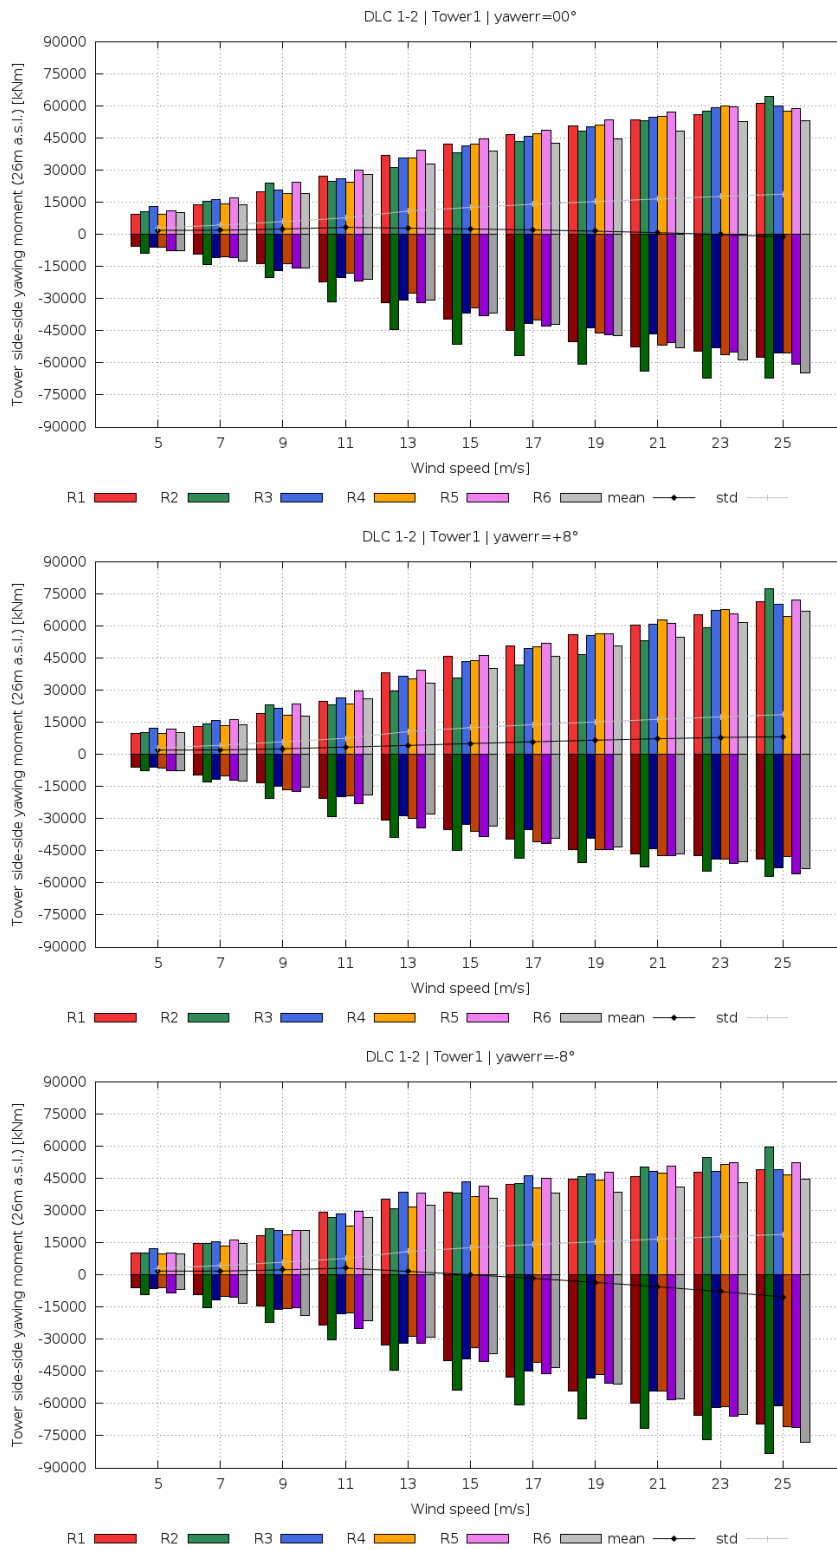 DLC 1-2 | Tower1 | yawerr=00°
Tower side-side yawing moment (26m a.s.l.) [kNm]
90000
75000
60000
45000
30000
15000
0
-15000
-30000
-45000
-60000
-75000
-90000
5 7 9 11 13 15 17 19 21 23 25
Wind speed [m/s]
R1 R2 R3 R4 R5 R6 mean std
DLC 1-2 | Tower1 | yawerr=+8°
Tower side-side yawing moment (26m a.s.l.) [kNm]
90000
75000
60000
45000
30000
15000
0
-15000
-30000
-45000
-60000
-75000
-90000
5 7 9 11 13 15 17 19 21 23 25
Wind speed [m/s]
R1 R2 R3 R4 R5 R6 mean std
DLC 1-2 | Tower1 | yawerr=-8°
Tower side-side yawing moment (26m a.s.l.) [kNm]
90000
75000
60000
45000
30000
15000
0
-15000
-30000
-45000
-60000
-75000
-90000
5 7 9 11 13 15 17 19 21 23 25
Wind speed [m/s]
R1 R2 R3 R4 R5 R6 mean std